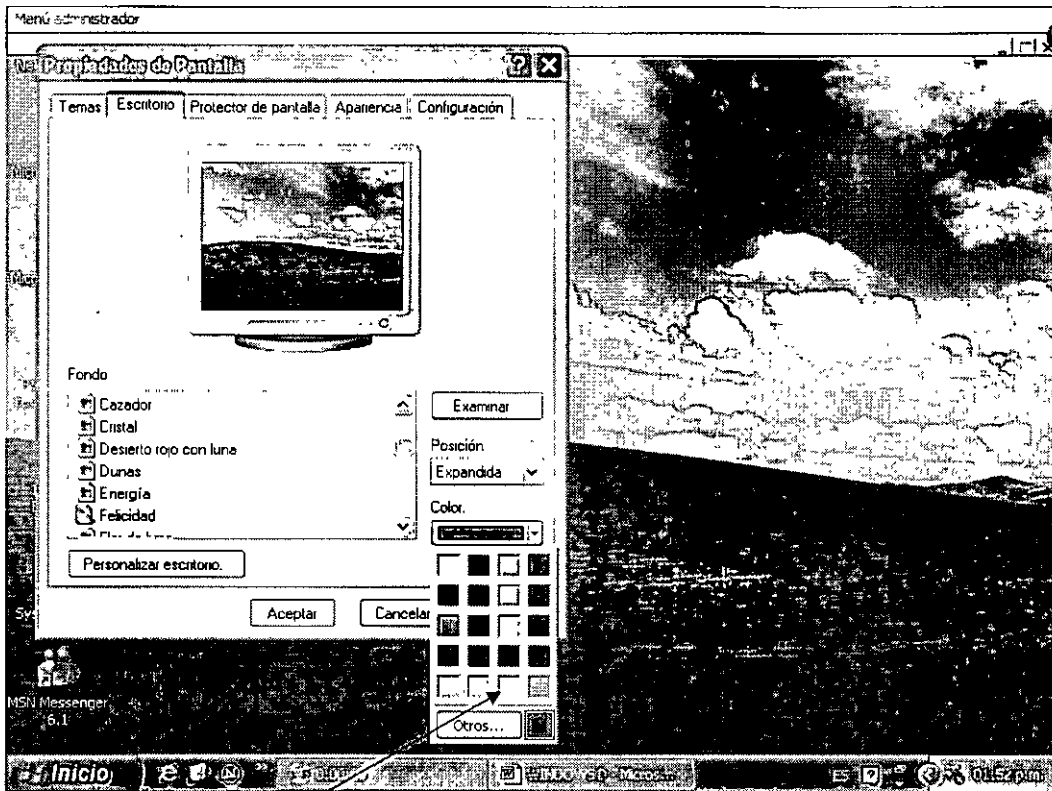 Menú administrador
Propiedades de Pantalla
Temas Escritorio Protector de pantalla Apariencia Configuración
Fondo
Cazador
Cristal
Desierto rojo con luna
Dunas
Energía
Felicidad
Examinar
Posición
Expandida
Color.
Personalizar escritorio.
Aceptar Cancelar
Otros...
MSN Messenger
6.1
Inicio
ES
01:52 p.m.